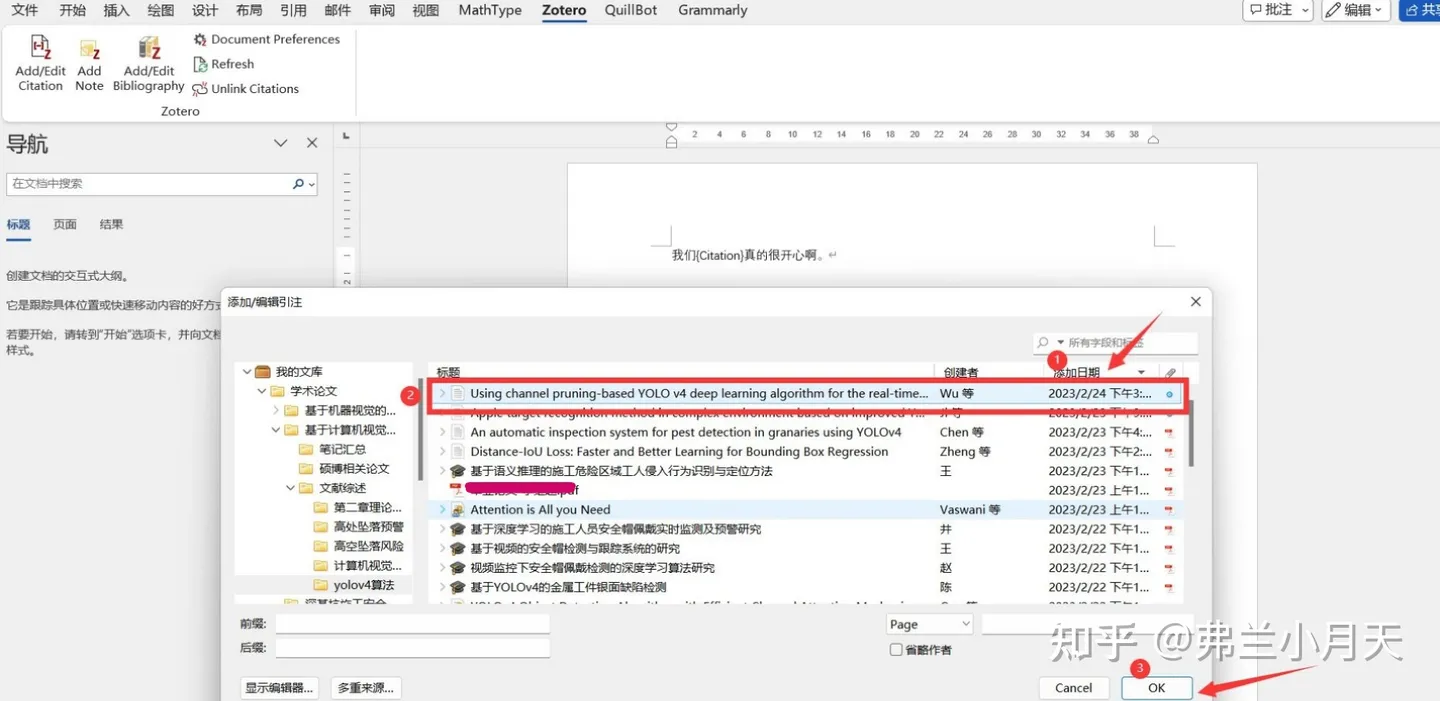 文件 开始 插入 绘图 设计 布局 引用 邮件 审阅 视图 MathType Zotero QuillBot Grammarly 批注 编辑 共享
Add/Edit Citation
Add Note
Add/Edit Bibliography
Document Preferences
Refresh
Unlink Citations
Zotero
导航
在文档中搜索
标题 页面 结果
创建文档的交互式大纲。
它是跟踪具体位置或快速移动内容的好方式
若要开始，请转到"开始"选项卡，并向文档
样式。
2 4 6 8 10 12 14 16 18 20 22 24 26 28 30 32 34 36 38
2
我们{Citation}真的很开心啊。
添加/编辑引注
所有字段和标签
1
2
我的文库
学术论文
基于机器视觉的...
基于计算机视觉...
笔记汇总
硕博相关论文
文献综述
第二章理论...
高处坠落预警
高空坠落风险
计算机视觉...
yolov4算法
深基坑施工安全
标题 创建者 添加日期
Using channel pruning-based YOLO v4 deep learning algorithm for the real-time... Wu 等 2023/2/24 下午3:...
Apple target recognition method in complex environment based on improved 2023/2/23
An automatic inspection system for pest detection in granaries using YOLOv4 Chen 等 2023/2/23 下午4:...
Distance-IoU Loss: Faster and Better Learning for Bounding Box Regression Zheng 等 2023/2/23 下午2:...
基于语义推理的施工危险区域工人侵入行为识别与定位方法 王 2023/2/23 下午1...
2023/2/23 上午1...
Attention is All you Need Vaswani 等 2023/2/23 上午1...
基于深度学习的施工人员安全帽佩戴实时监测及预警研究 井 2023/2/22 下午1...
基于视频的安全帽检测与跟踪系统的研究 王 2023/2/22 下午1...
视频监控下安全帽佩戴检测的深度学习算法研究 赵 2023/2/22 下午1...
基于YOLOv4的金属工件锒面缺陷检测 陈 2023/2/22 下午1...
前缀:
后缀:
Page
省略作者
显示编辑器... 多重来源...
3
Cancel OK
知乎 @弗兰小月天